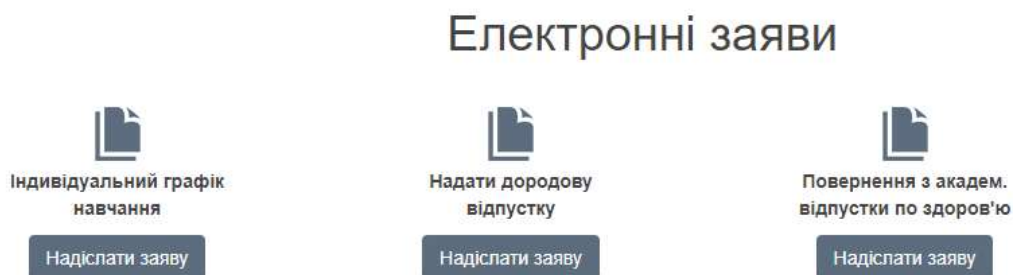 Електронні заяви
Індивідуальний графік
навчання
Надіслати заяву
Надати дородову
відпустку
Надіслати заяву
Повернення з академ.
відпустки по здоров'ю
Надіслати заяву